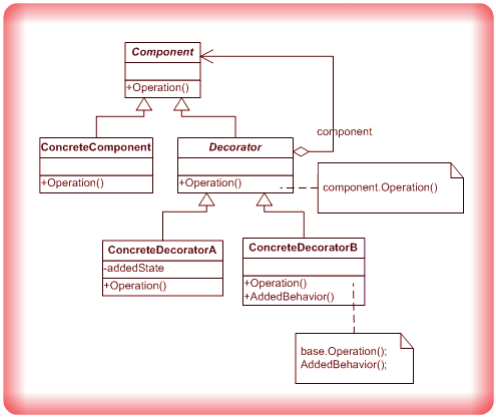 Component
+Operation()
component
ConcreteComponent
+Operation()
Decorator
+Operation()
component.Operation()
ConcreteDecoratorA
-addedState
+Operation()
ConcreteDecoratorB
+Operation()
+AddedBehavior()
base.Operation();
AddedBehavior();